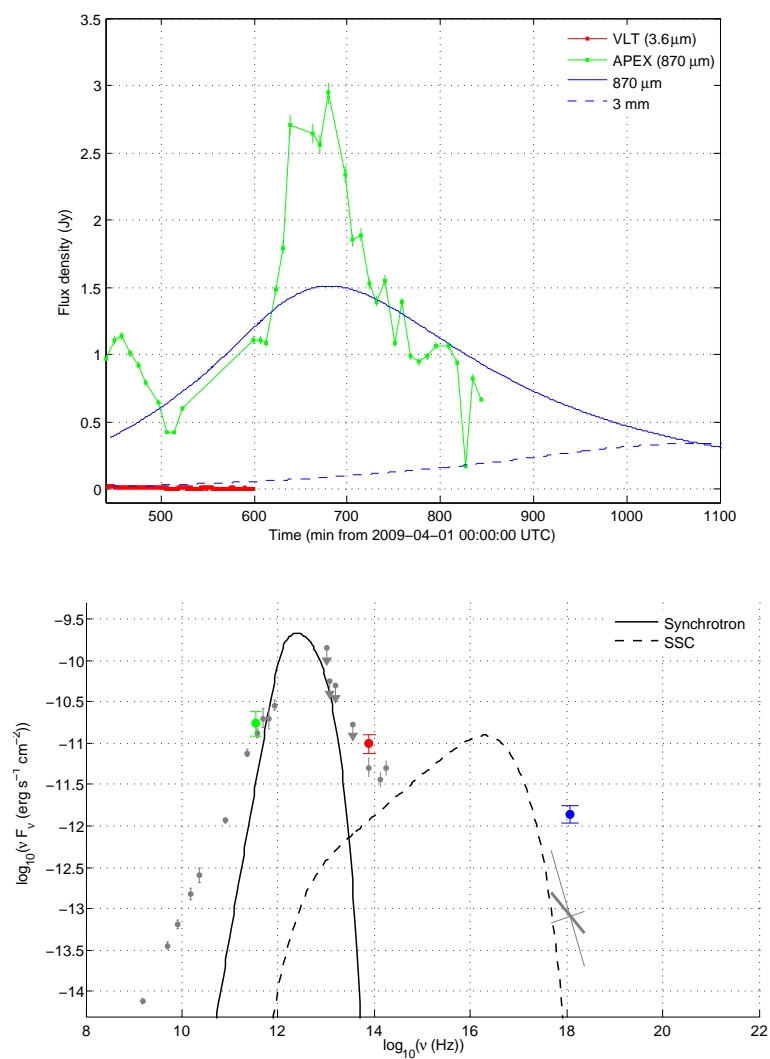 3.5
3
2.5
2
1.5
1
0.5
0
Flux density (Jy)
VLT (3.6μm)
APEX (870 μm)
870 μm
3 mm
500 600 700 800 900 1000 1100
Time (min from 2009−04−01 00:00:00 UTC)
−9.5
−10
−10.5
−11
−11.5
−12
−12.5
−13
−13.5
−14
log₁₀(ν Fν (erg s⁻¹ cm⁻²))
Synchrotron
SSC
8 10 12 14 16 18 20 22
log₁₀(ν (Hz))